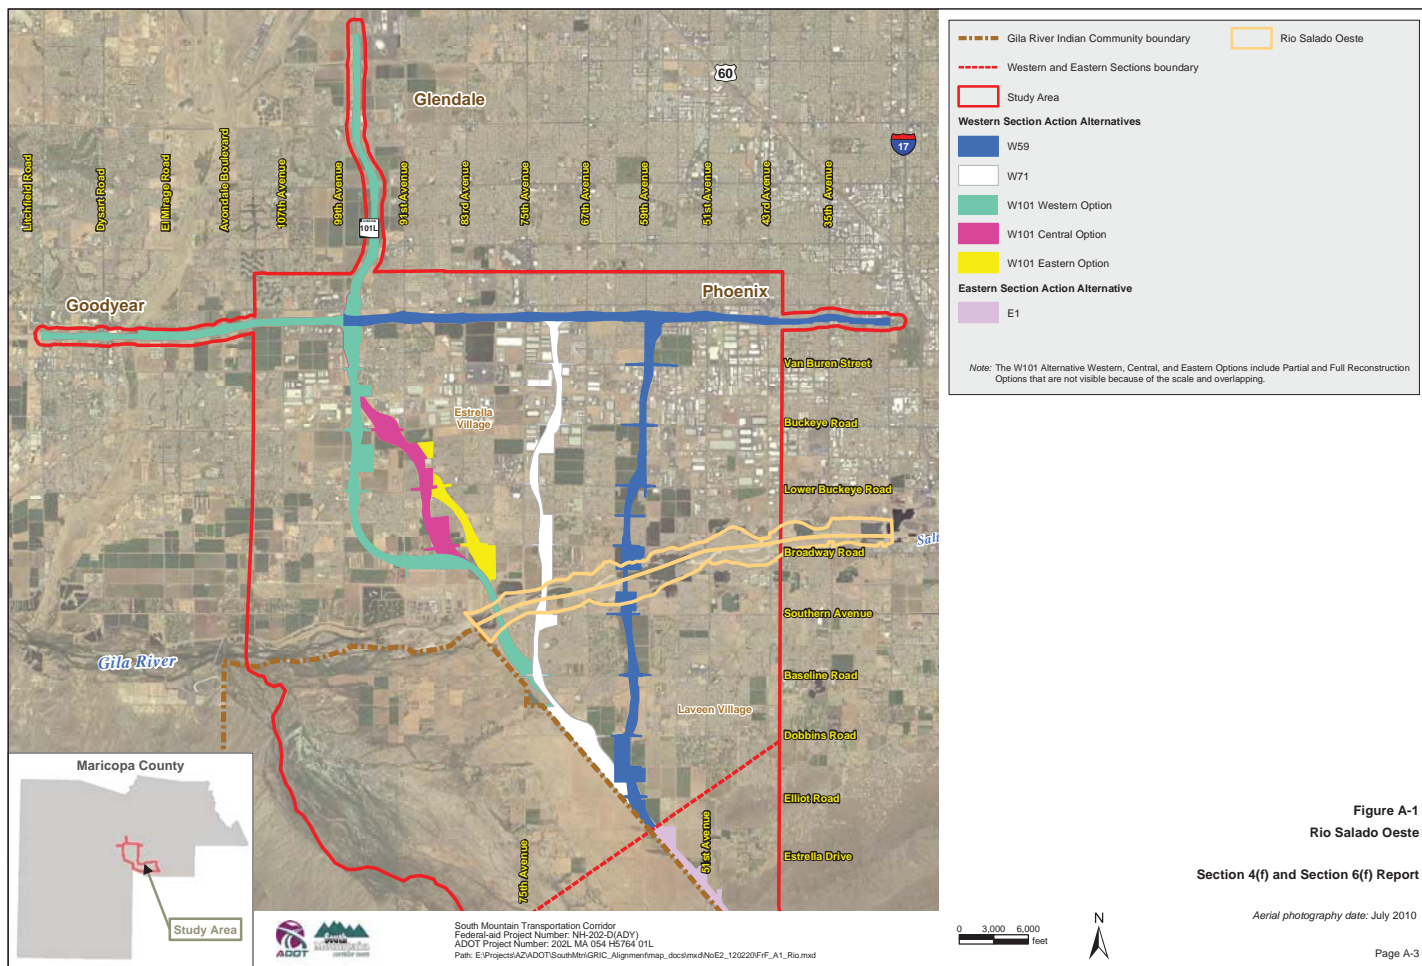 Glendale
60
17
Litchfield Road
Dysart Road
El Mirage Road
Avondale Boulevard
107th Avenue
99th Avenue
91st Avenue
83rd Avenue
75th Avenue
67th Avenue
59th Avenue
51st Avenue
43rd Avenue
35th Avenue
101L
Goodyear
Phoenix
Van Buren Street
Estrella
Village
Buckeye Road
Lower Buckeye Road
Salt
Broadway Road
Southern Avenue
Gila River
Baseline Road
Laveen Village
Dobbins Road
Elliot Road
Estrella Drive
75th Avenue
51st Avenue
Maricopa County
Study Area
Gila River Indian Community boundary
Rio Salado Oeste
Western and Eastern Sections boundary
Study Area
Western Section Action Alternatives
W59
W71
W101 Western Option
W101 Central Option
W101 Eastern Option
Eastern Section Action Alternative
E1
Note: The W101 Alternative Western, Central, and Eastern Options include Partial and Full Reconstruction
Options that are not visible because of the scale and overlapping.
ADOT
South
Mountain
South Mountain Transportation Corridor
Federal-aid Project Number: NH-202-D(ADY)
ADOT Project Number: 202L MA 054 H5764 01L
Path: E:\Projects\AZ\ADOT\SouthMtn\GRIC_Alignment\map_docs\mxd\NoE2_120220\FrF_A1_Rio.mxd
0 3,000 6,000
feet
N
Figure A-1
Rio Salado Oeste
Section 4(f) and Section 6(f) Report
Aerial photography date: July 2010
Page A-3